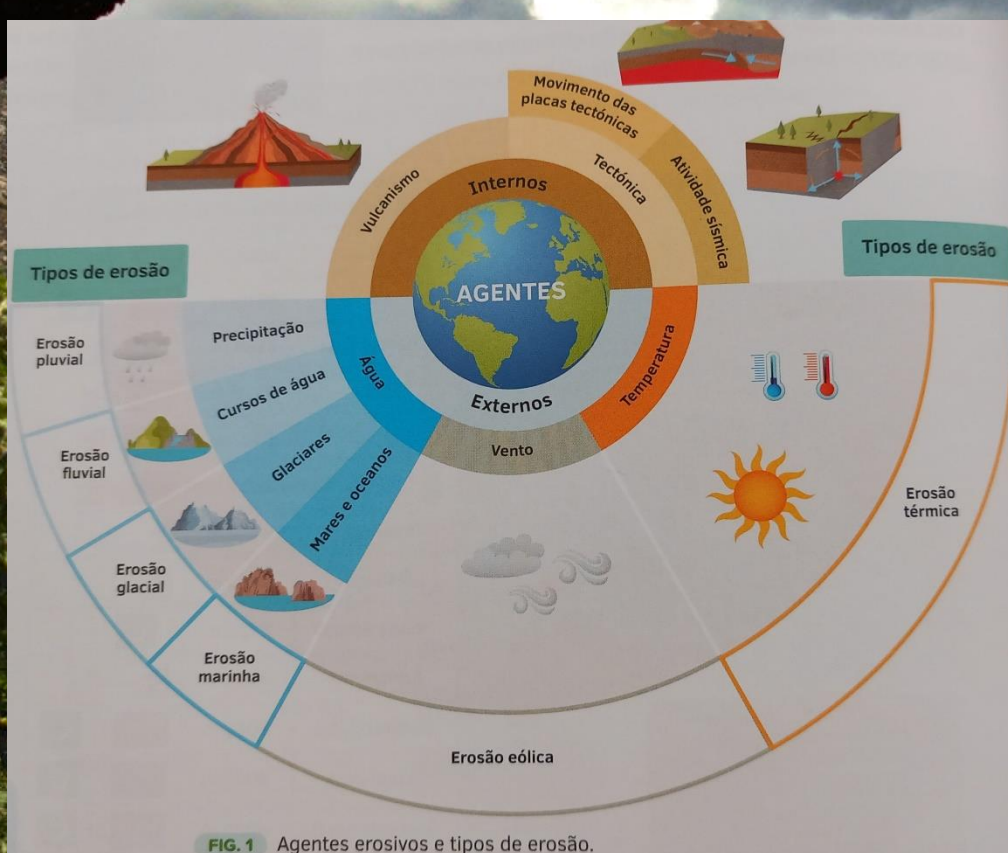 Movimento das
placas tectónicas
Atividade sísmica
Tectónica
Vulcanismo
Internos
AGENTES
Externos
Tipos de erosão
Tipos de erosão
Água
Precipitação
Cursos de água
Glaciares
Mares e oceanos
Vento
Temperatura
Erosão
pluvial
Erosão
fluvial
Erosão
glacial
Erosão
marinha
Erosão eólica
Erosão
térmica
FIG. 1 Agentes erosivos e tipos de erosão.